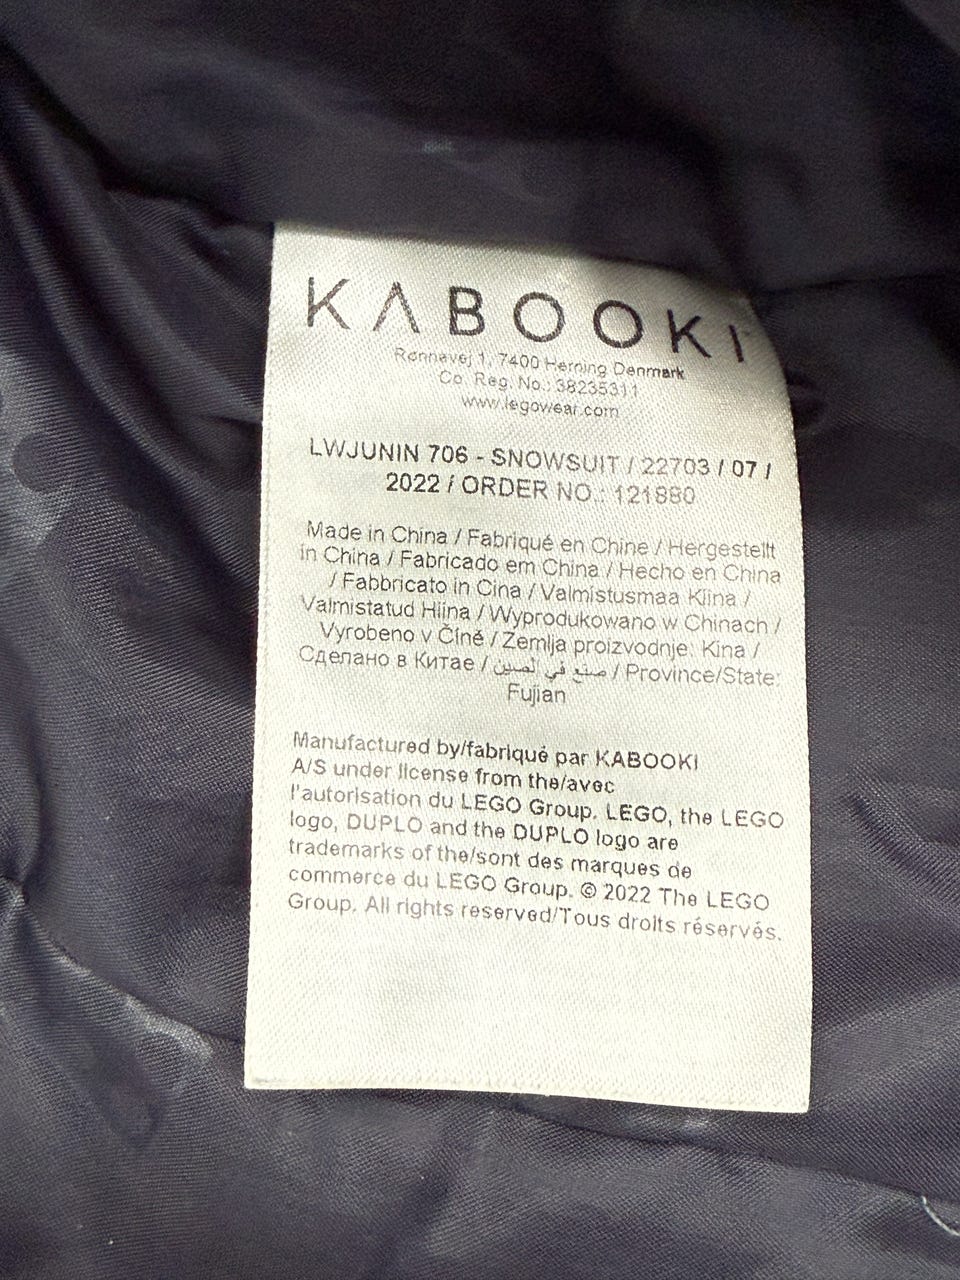 KABOOKI™
Rønnevej 1, 7400 Herning Denmark
Co. Reg. No.: 38235311
www.legowear.com
LWJUNIN 706 - SNOWSUIT / 22703 / 07 /
2022 / ORDER NO.: 121880
Made in China / Fabriqué en Chine / Hergestellt
in China / Fabricado em China / Hecho en China
/ Fabbricato in Cina / Valmistusmaa Kiina /
Valmistatud Hiina / Wyprodukowano w Chinach /
Vyrobeno v Číně / Zemlja proizvodnje: Kina /
Сделано в Китае / صنع في الصين / Province/State:
Fujian
Manufactured by/fabriqué par KABOOKI
A/S under license from the/avec
l'autorisation du LEGO Group. LEGO, the LEGO
logo, DUPLO and the DUPLO logo are
trademarks of the/sont des marques de
commerce du LEGO Group. © 2022 The LEGO
Group. All rights reserved/Tous droits réservés.